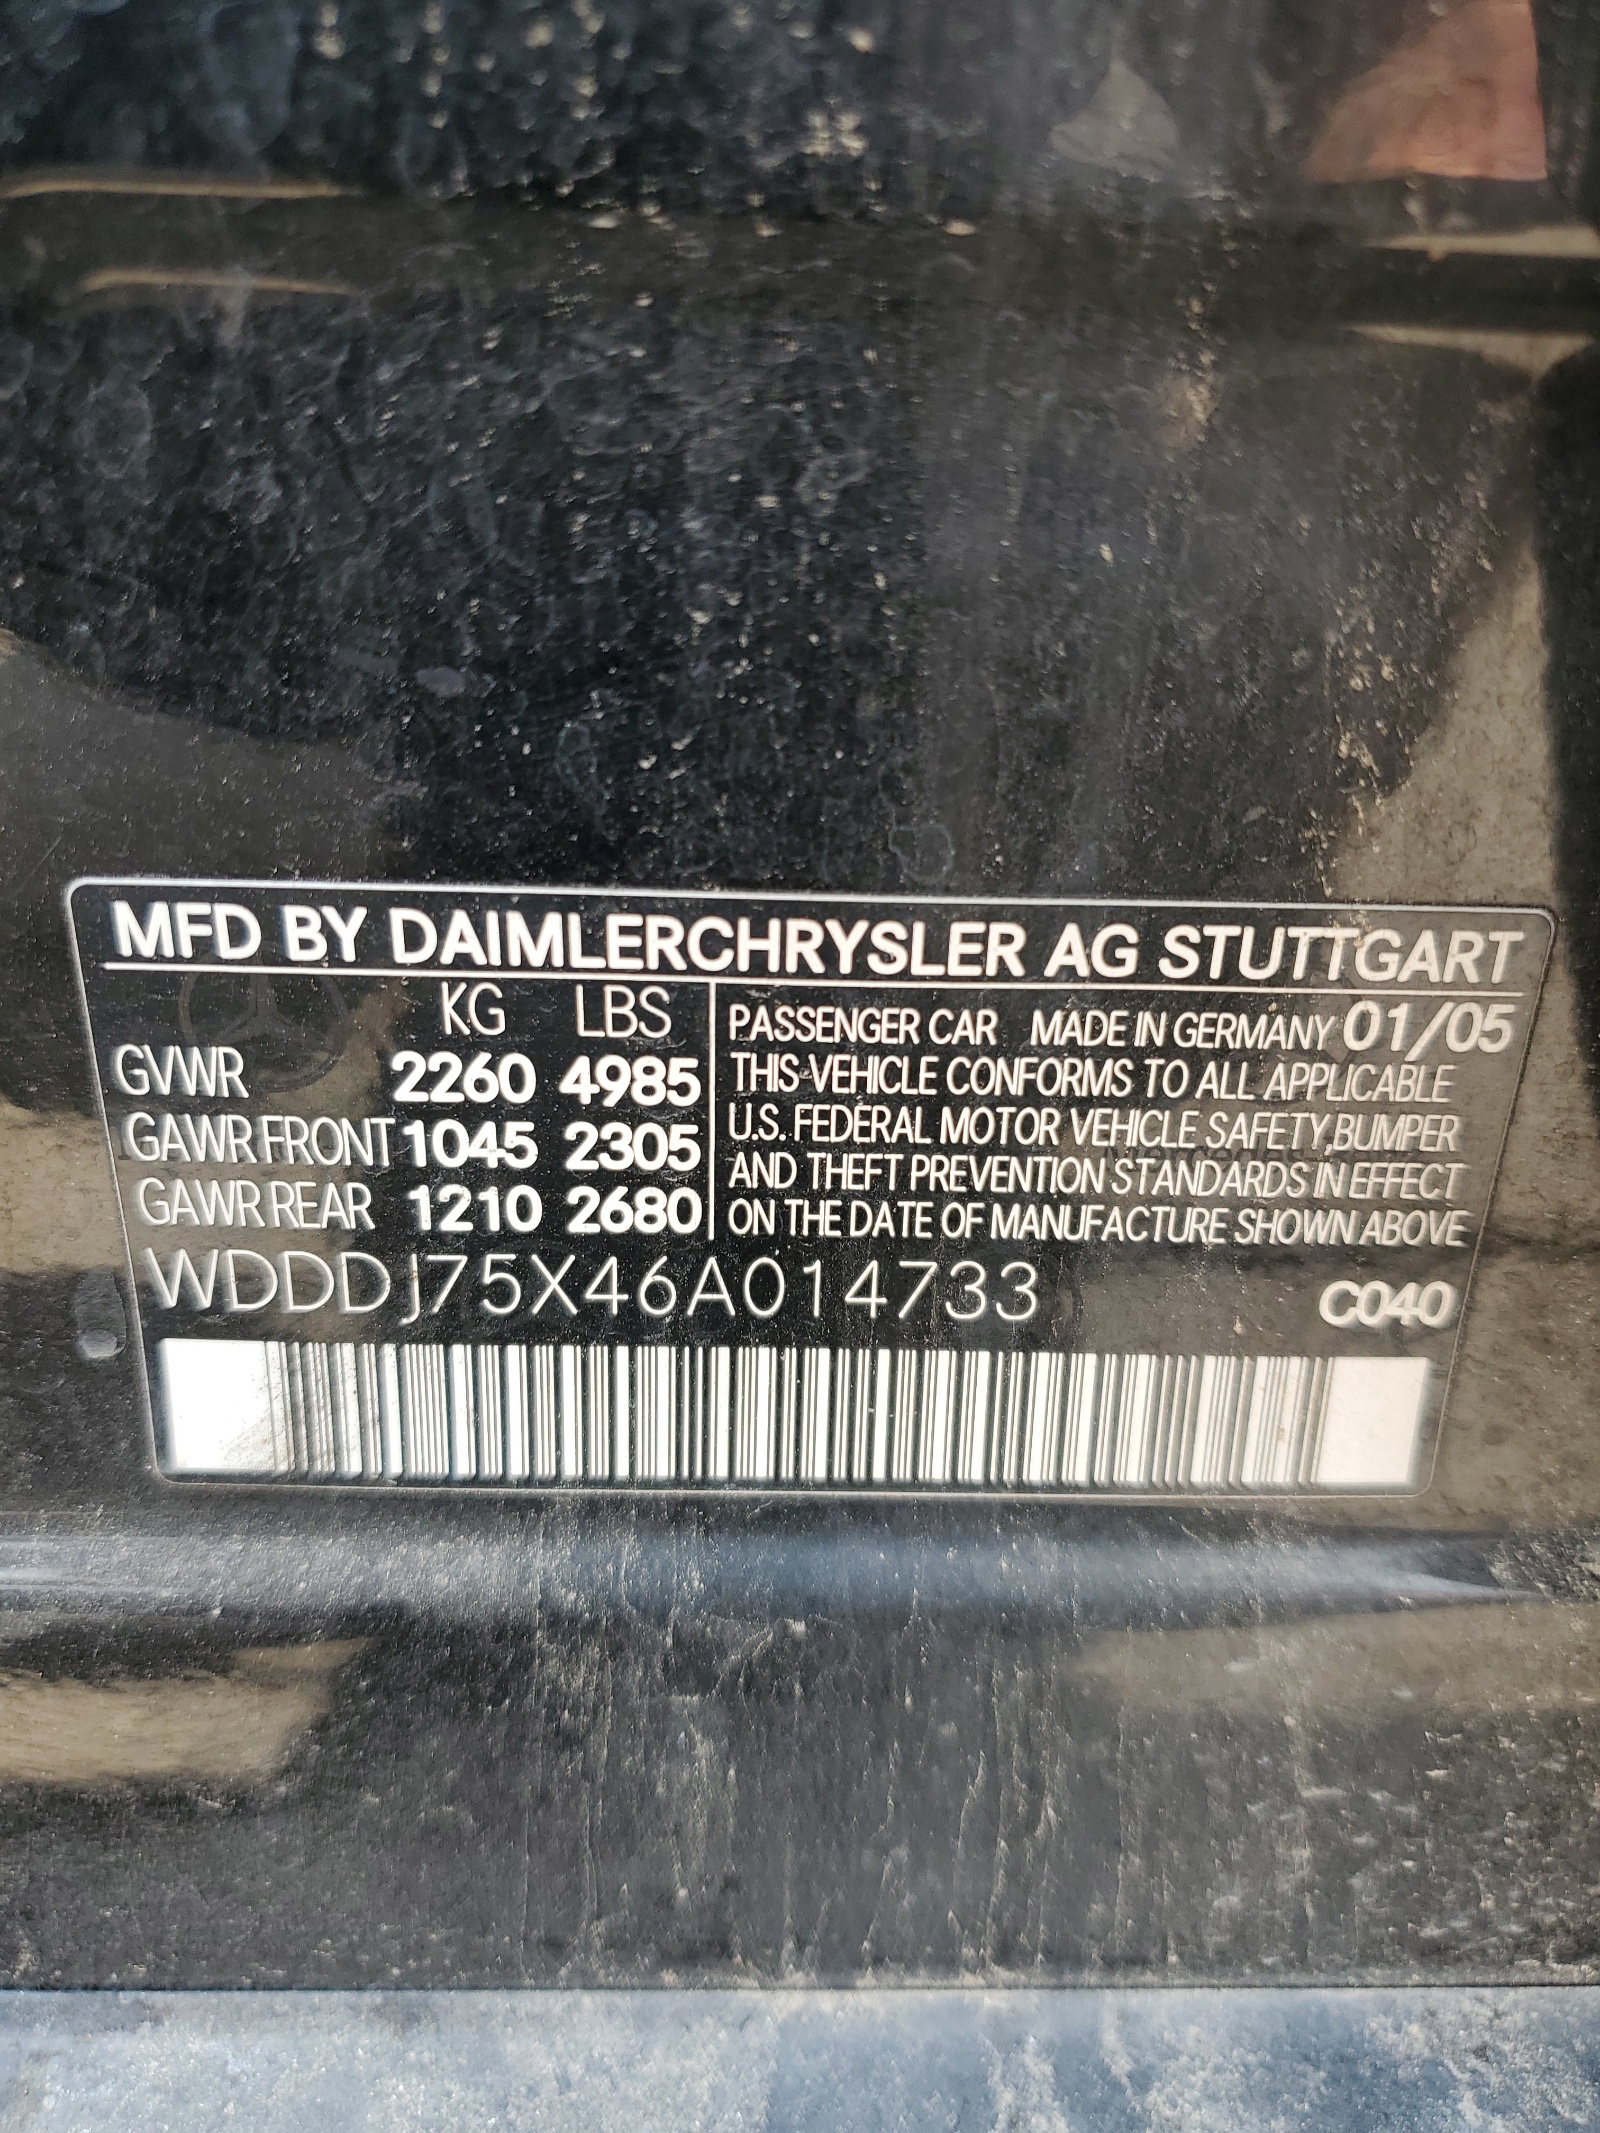 MFD BY DAIMLERCHRYSLER AG STUTTGART
KG LBS
GVWR 2260 4985
GAWR FRONT 1045 2305
GAWR REAR 1210 2680
PASSENGER CAR MADE IN GERMANY 01/05
THIS VEHICLE CONFORMS TO ALL APPLICABLE
U.S. FEDERAL MOTOR VEHICLE SAFETY, BUMPER
AND THEFT PREVENTION STANDARDS IN EFFECT
ON THE DATE OF MANUFACTURE SHOWN ABOVE
WDDDJ75X46A014733
C040